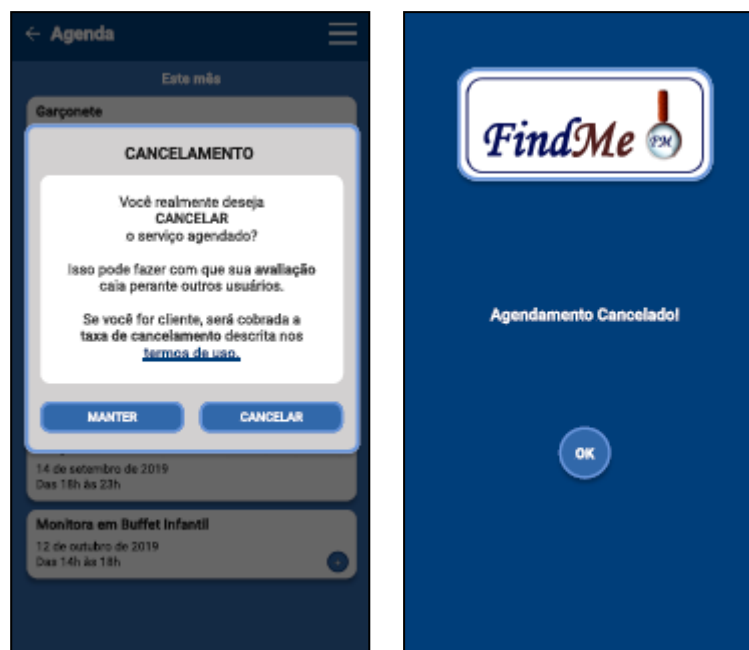 ← Agenda
Este mês
Garçonete
CANCELAMENTO
Você realmente deseja
CANCELAR
o serviço agendado?
Isso pode fazer com que sua avaliação
caia perante outros usuários.
Se você for cliente, será cobrada a
taxa de cancelamento descrita nos
termos de uso.
MANTER
CANCELAR
14 de setembro de 2019
Das 18h às 23h
Monitora em Buffet Infantil
12 de outubro de 2019
Das 14h às 18h
FindMe FM
Agendamento Cancelado!
OK